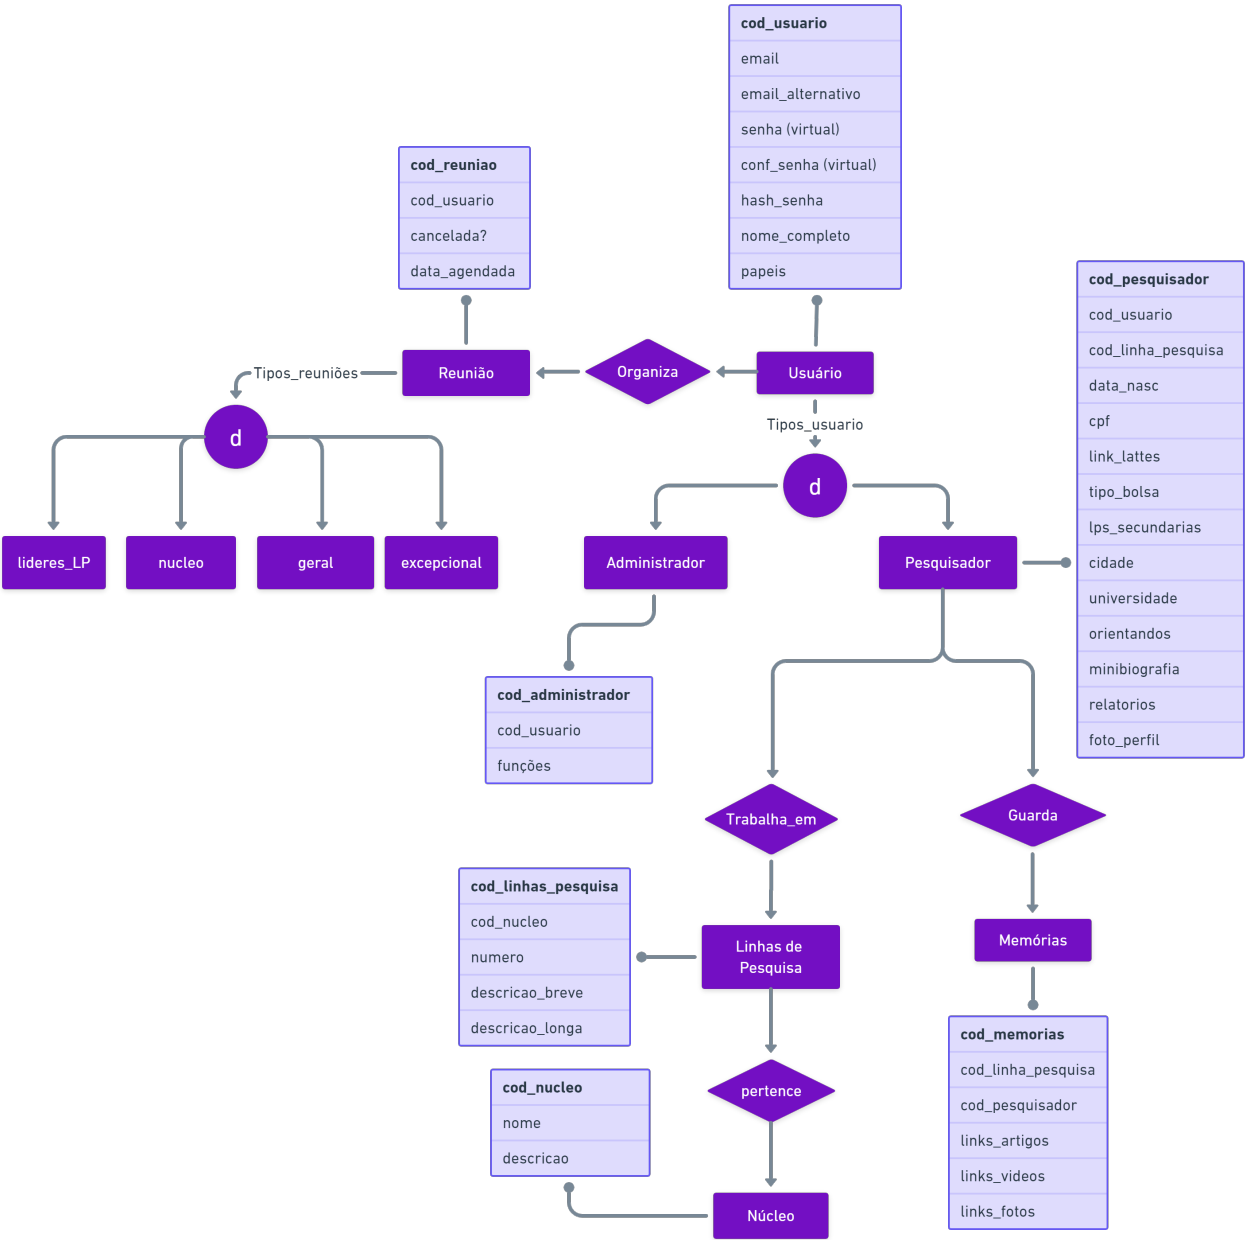 cod_usuario
email
email_alternativo
senha (virtual)
conf_senha (virtual)
hash_senha
nome_completo
papeis
cod_reuniao
cod_usuario
cancelada?
data_agendada
cod_pesquisador
cod_usuario
cod_linha_pesquisa
data_nasc
cpf
link_lattes
tipo_bolsa
lps_secundarias
cidade
universidade
orientandos
minibiografia
relatorios
foto_perfil
Tipos_reuniões
Reunião
Organiza
Usuário
Tipos_usuario
d
d
lideres_LP
nucleo
geral
excepcional
Administrador
Pesquisador
cod_administrador
cod_usuario
funções
Trabalha_em
Guarda
cod_linhas_pesquisa
cod_nucleo
numero
descricao_breve
descricao_longa
Linhas de
Pesquisa
Memórias
cod_memorias
cod_linha_pesquisa
cod_pesquisador
links_artigos
links_videos
links_fotos
cod_nucleo
nome
descricao
pertence
Núcleo